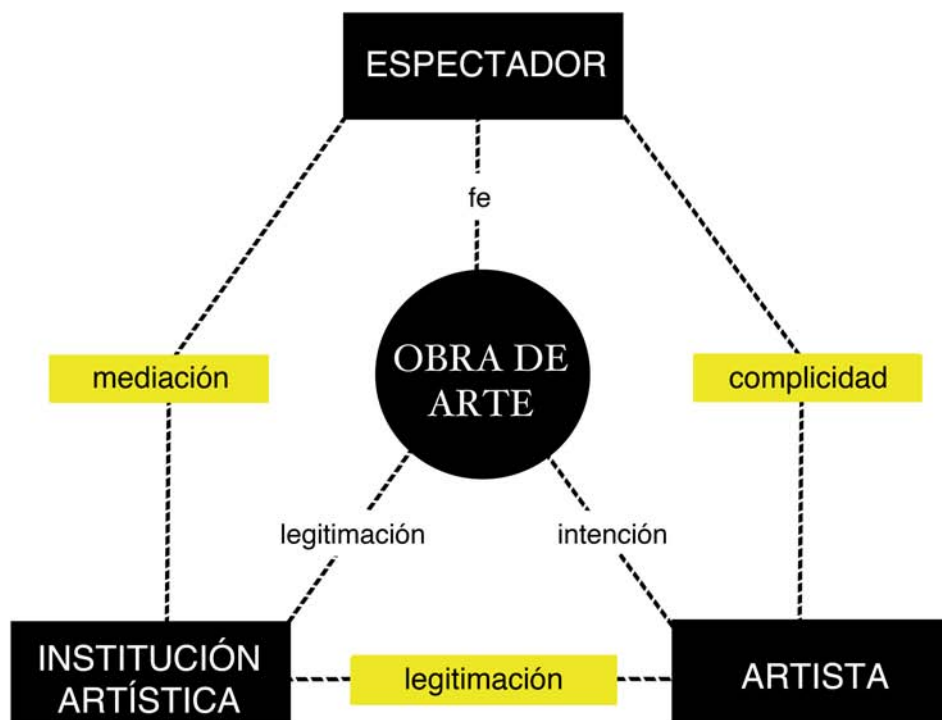 ESPECTADOR
fe
mediación
OBRA DE
ARTE
complicidad
legitimación
intención
INSTITUCIÓN
ARTÍSTICA
legitimación
ARTISTA